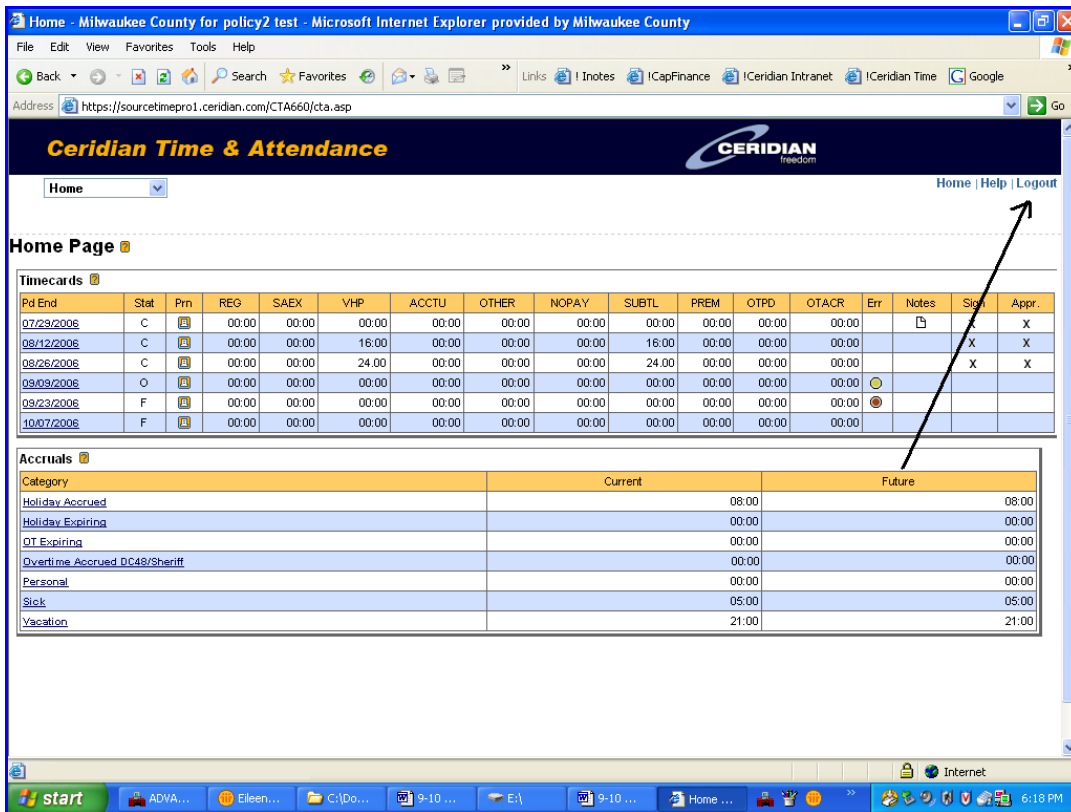 Home - Milwaukee County for policy2 test - Microsoft Internet Explorer provided by Milwaukee County
File Edit View Favorites Tools Help
Back Search Favorites » Links ! Inotes !CapFinance !Ceridian Intranet !Ceridian Time Google
Address https://sourcetimepro1.ceridian.com/CTA660/cta.asp Go
Ceridian Time & Attendance CERIDIAN freedom
Home Home | Help | Logout
Home Page ?
Timecards ?
Pd End Stat Prn REG SAEX VHP ACCTU OTHER NOPAY SUBTL PREM OTPD OTACR Err Notes Sign Appr.
07/29/2006 C 00:00 00:00 00:00 00:00 00:00 00:00 00:00 00:00 00:00 00:00 X X
08/12/2006 C 00:00 00:00 16:00 00:00 00:00 00:00 16:00 00:00 00:00 00:00 X X
08/26/2006 C 00:00 00:00 24.00 00:00 00:00 00:00 24.00 00:00 00:00 00:00 X X
09/09/2006 O 00:00 00:00 00:00 00:00 00:00 00:00 00:00 00:00 00:00 00:00
09/23/2006 F 00:00 00:00 00:00 00:00 00:00 00:00 00:00 00:00 00:00 00:00
10/07/2006 F 00:00 00:00 00:00 00:00 00:00 00:00 00:00 00:00 00:00 00:00
Accruals ?
Category Current Future
Holiday Accrued 08:00 08:00
Holiday Expiring 00:00 00:00
OT Expiring 00:00 00:00
Overtime Accrued DC48/Sheriff 00:00 00:00
Personal 00:00 00:00
Sick 05:00 05:00
Vacation 21:00 21:00
Internet
start ADVA... Eileen... C:\Do... 9-10 ... E:\ 9-10 ... Home ... » 6:18 PM